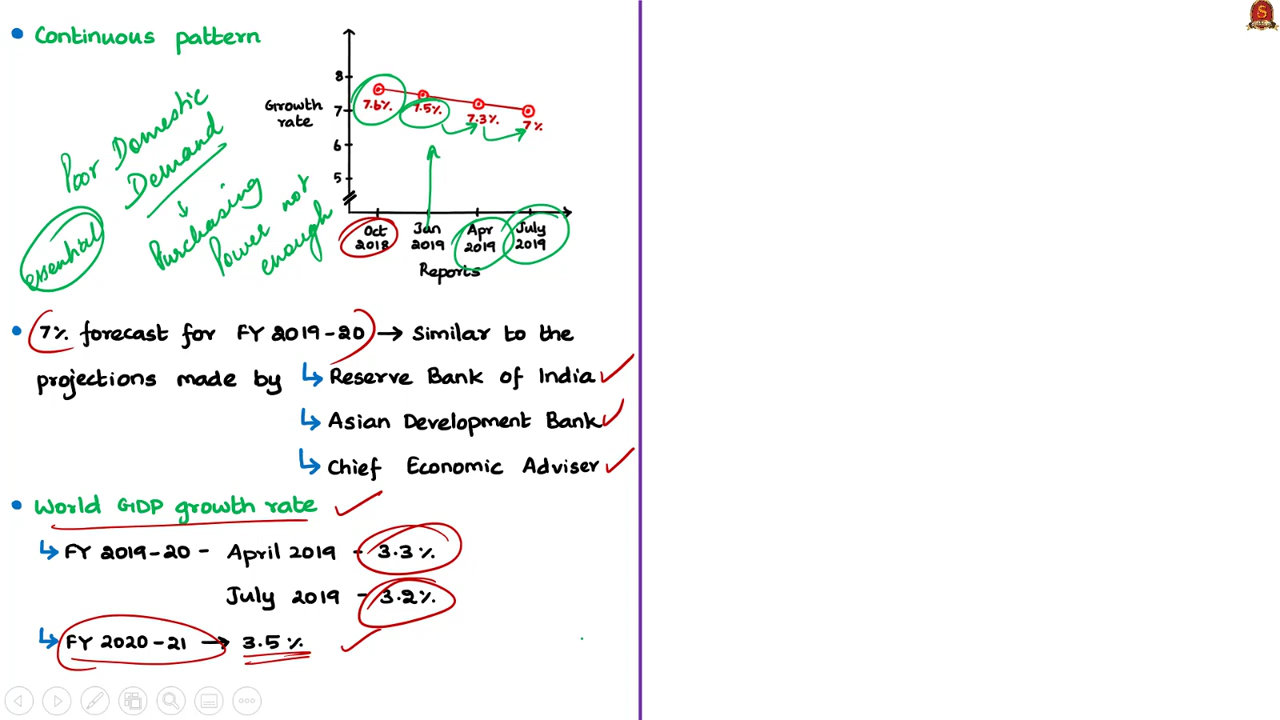 Continuous pattern
Poor Domestic
Demand
Purchasing
Power not
enough
essential
Growth
rate
8
7
6
5
7.6%.
7.5%.
7.3%.
7%
Oct
2018
Jan
2019
Apr
2019
July
2019
Reports
7% forecast for FY 2019-20 → Similar to the
projections made by ↳ Reserve Bank of India
↳ Asian Development Bank
↳ Chief Economic Adviser
World GDP growth rate
↳ FY 2019-20 - April 2019 - 3.3%.
July 2019 - 3.2%.
↳ FY 2020-21 → 3.5%.
S